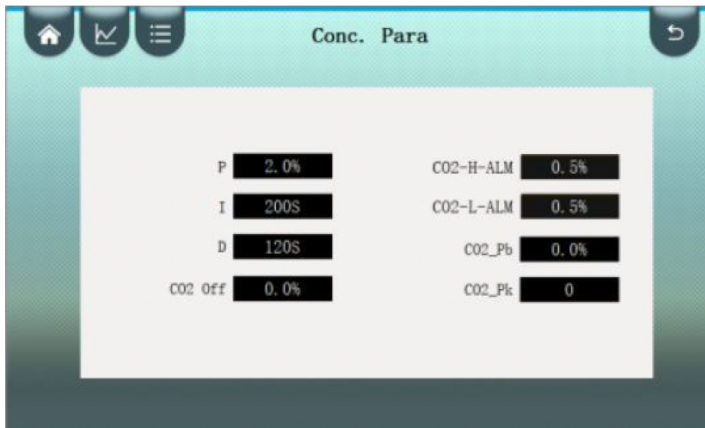 Conc. Para
P 2.0% CO2-H-ALM 0.5%
I 200S CO2-L-ALM 0.5%
D 120S CO2_Pb 0.0%
CO2 Off 0.0% CO2_Pk 0